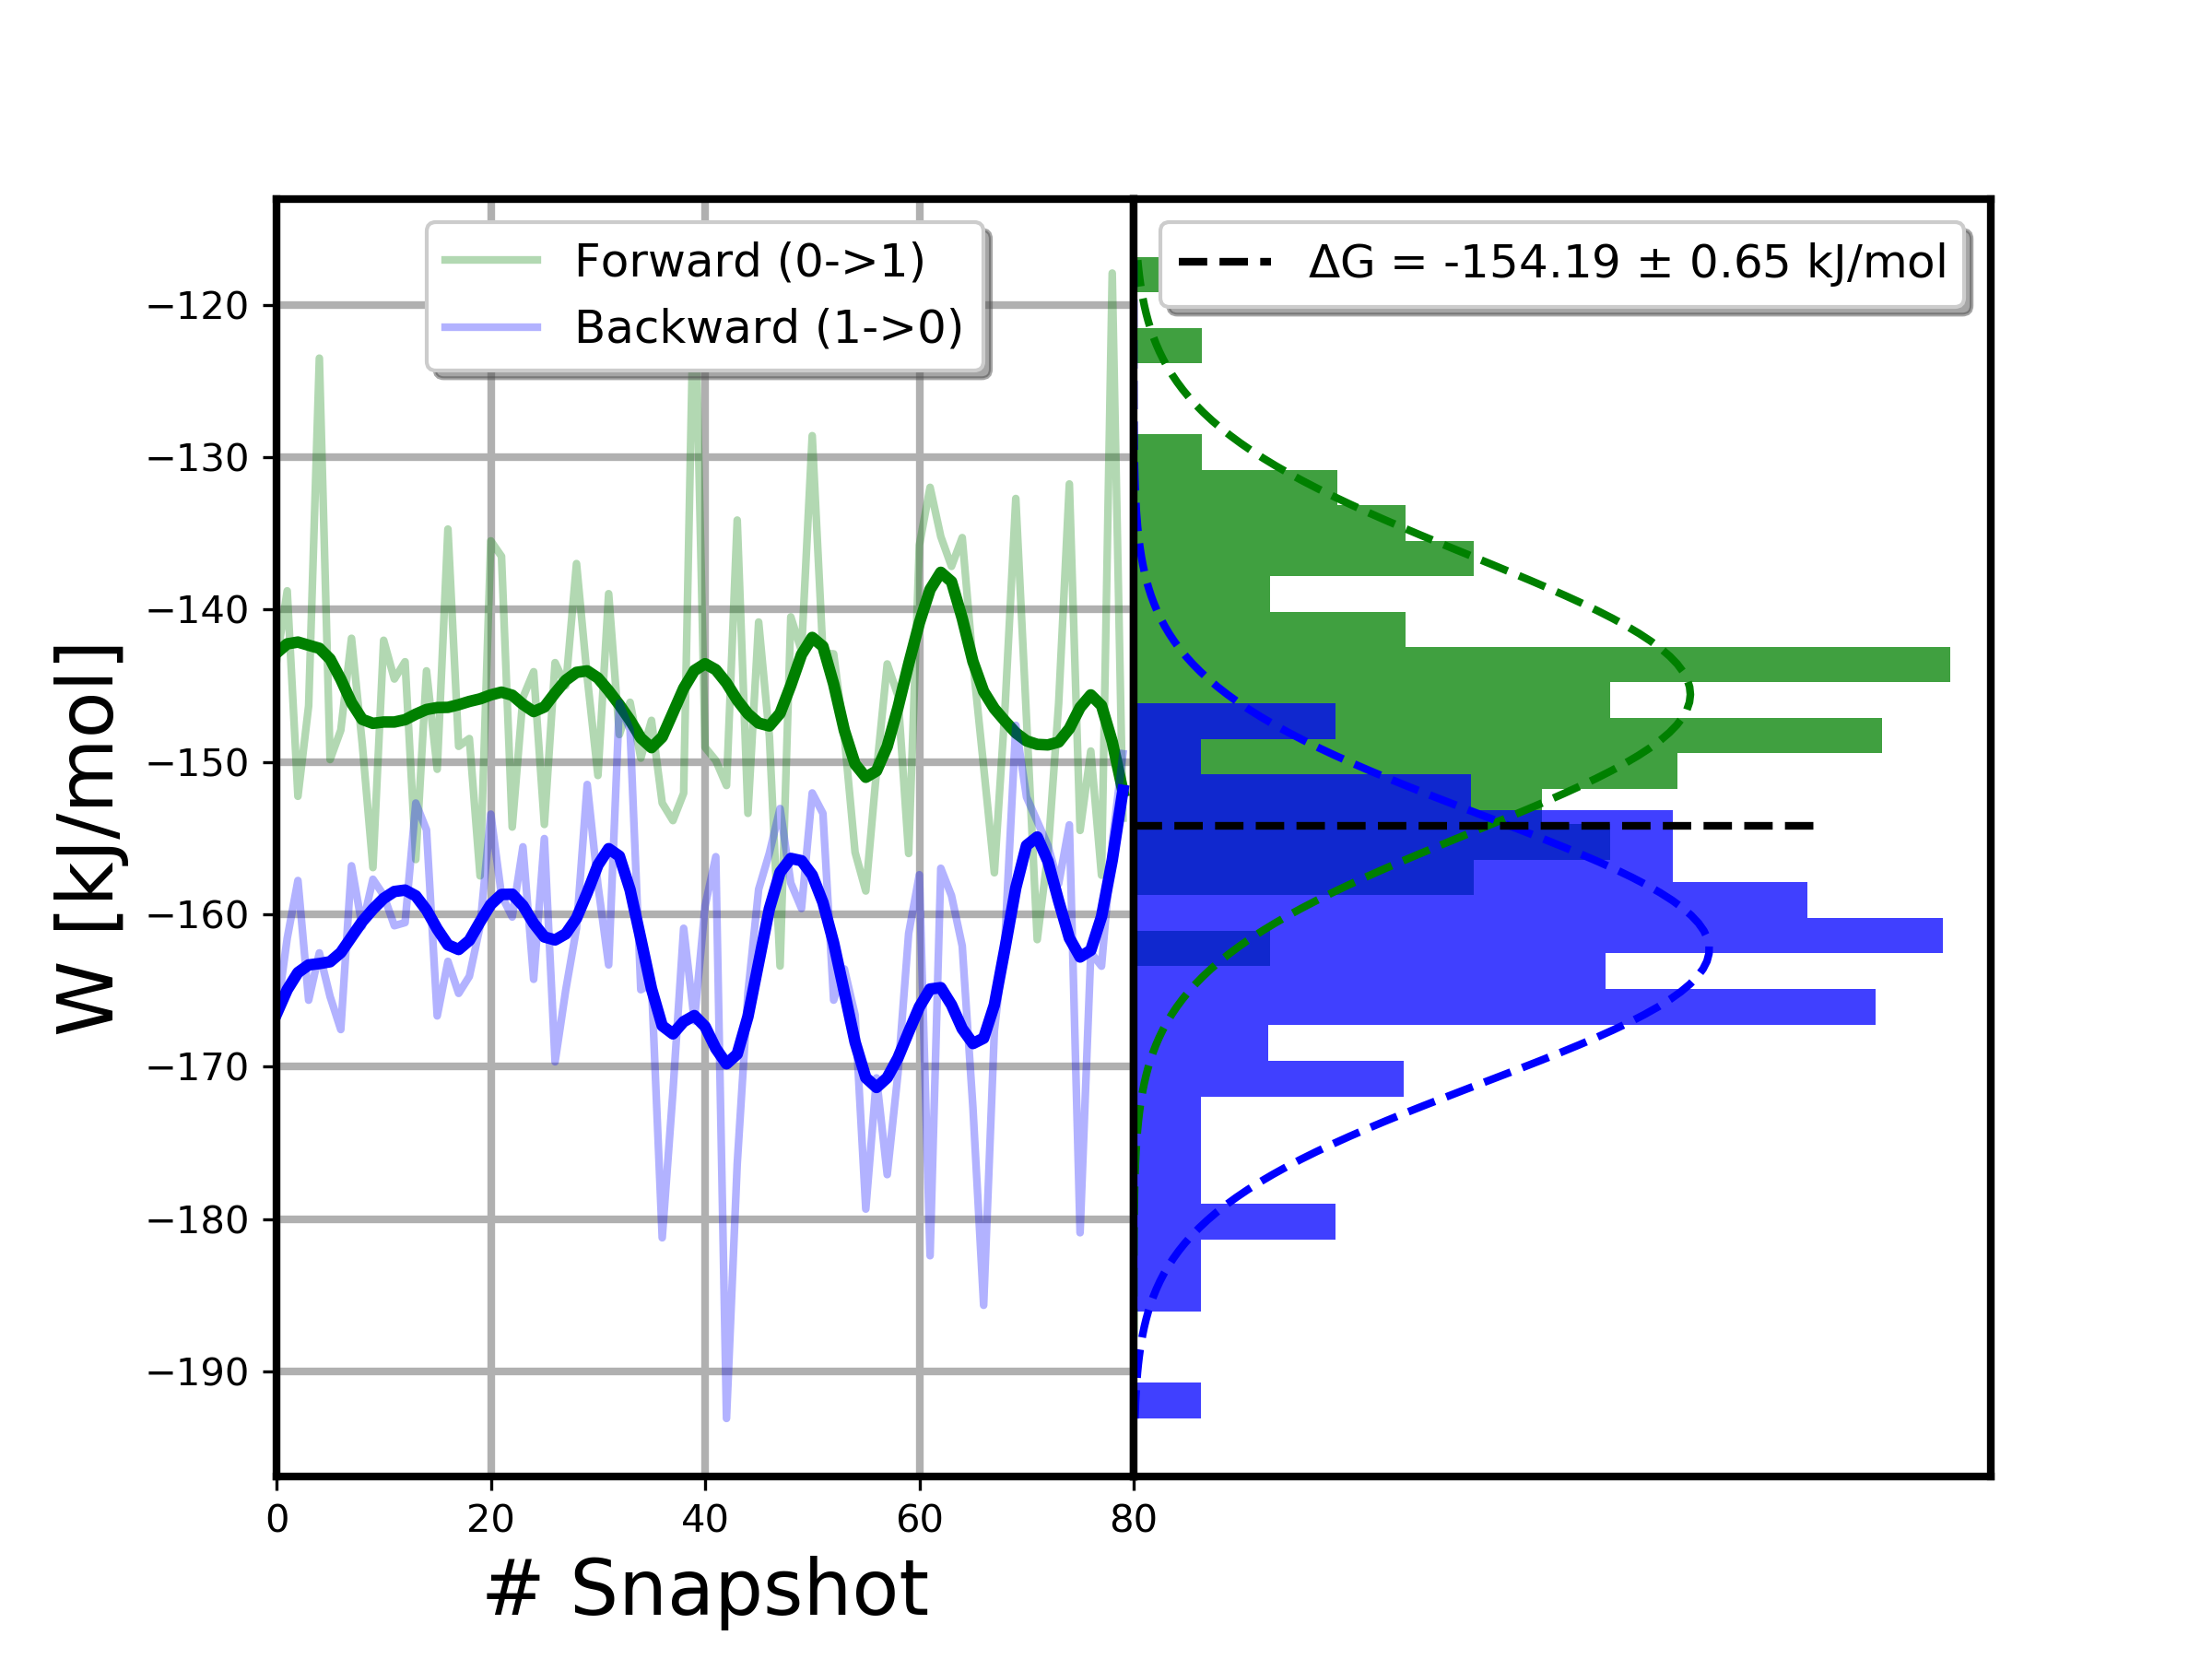 Forward (0->1)
Backward (1->0)
ΔG = -154.19 ± 0.65 kJ/mol
−120
−130
−140
−150
−160
−170
−180
−190
W [kJ/mol]
0 20 40 60 80
# Snapshot